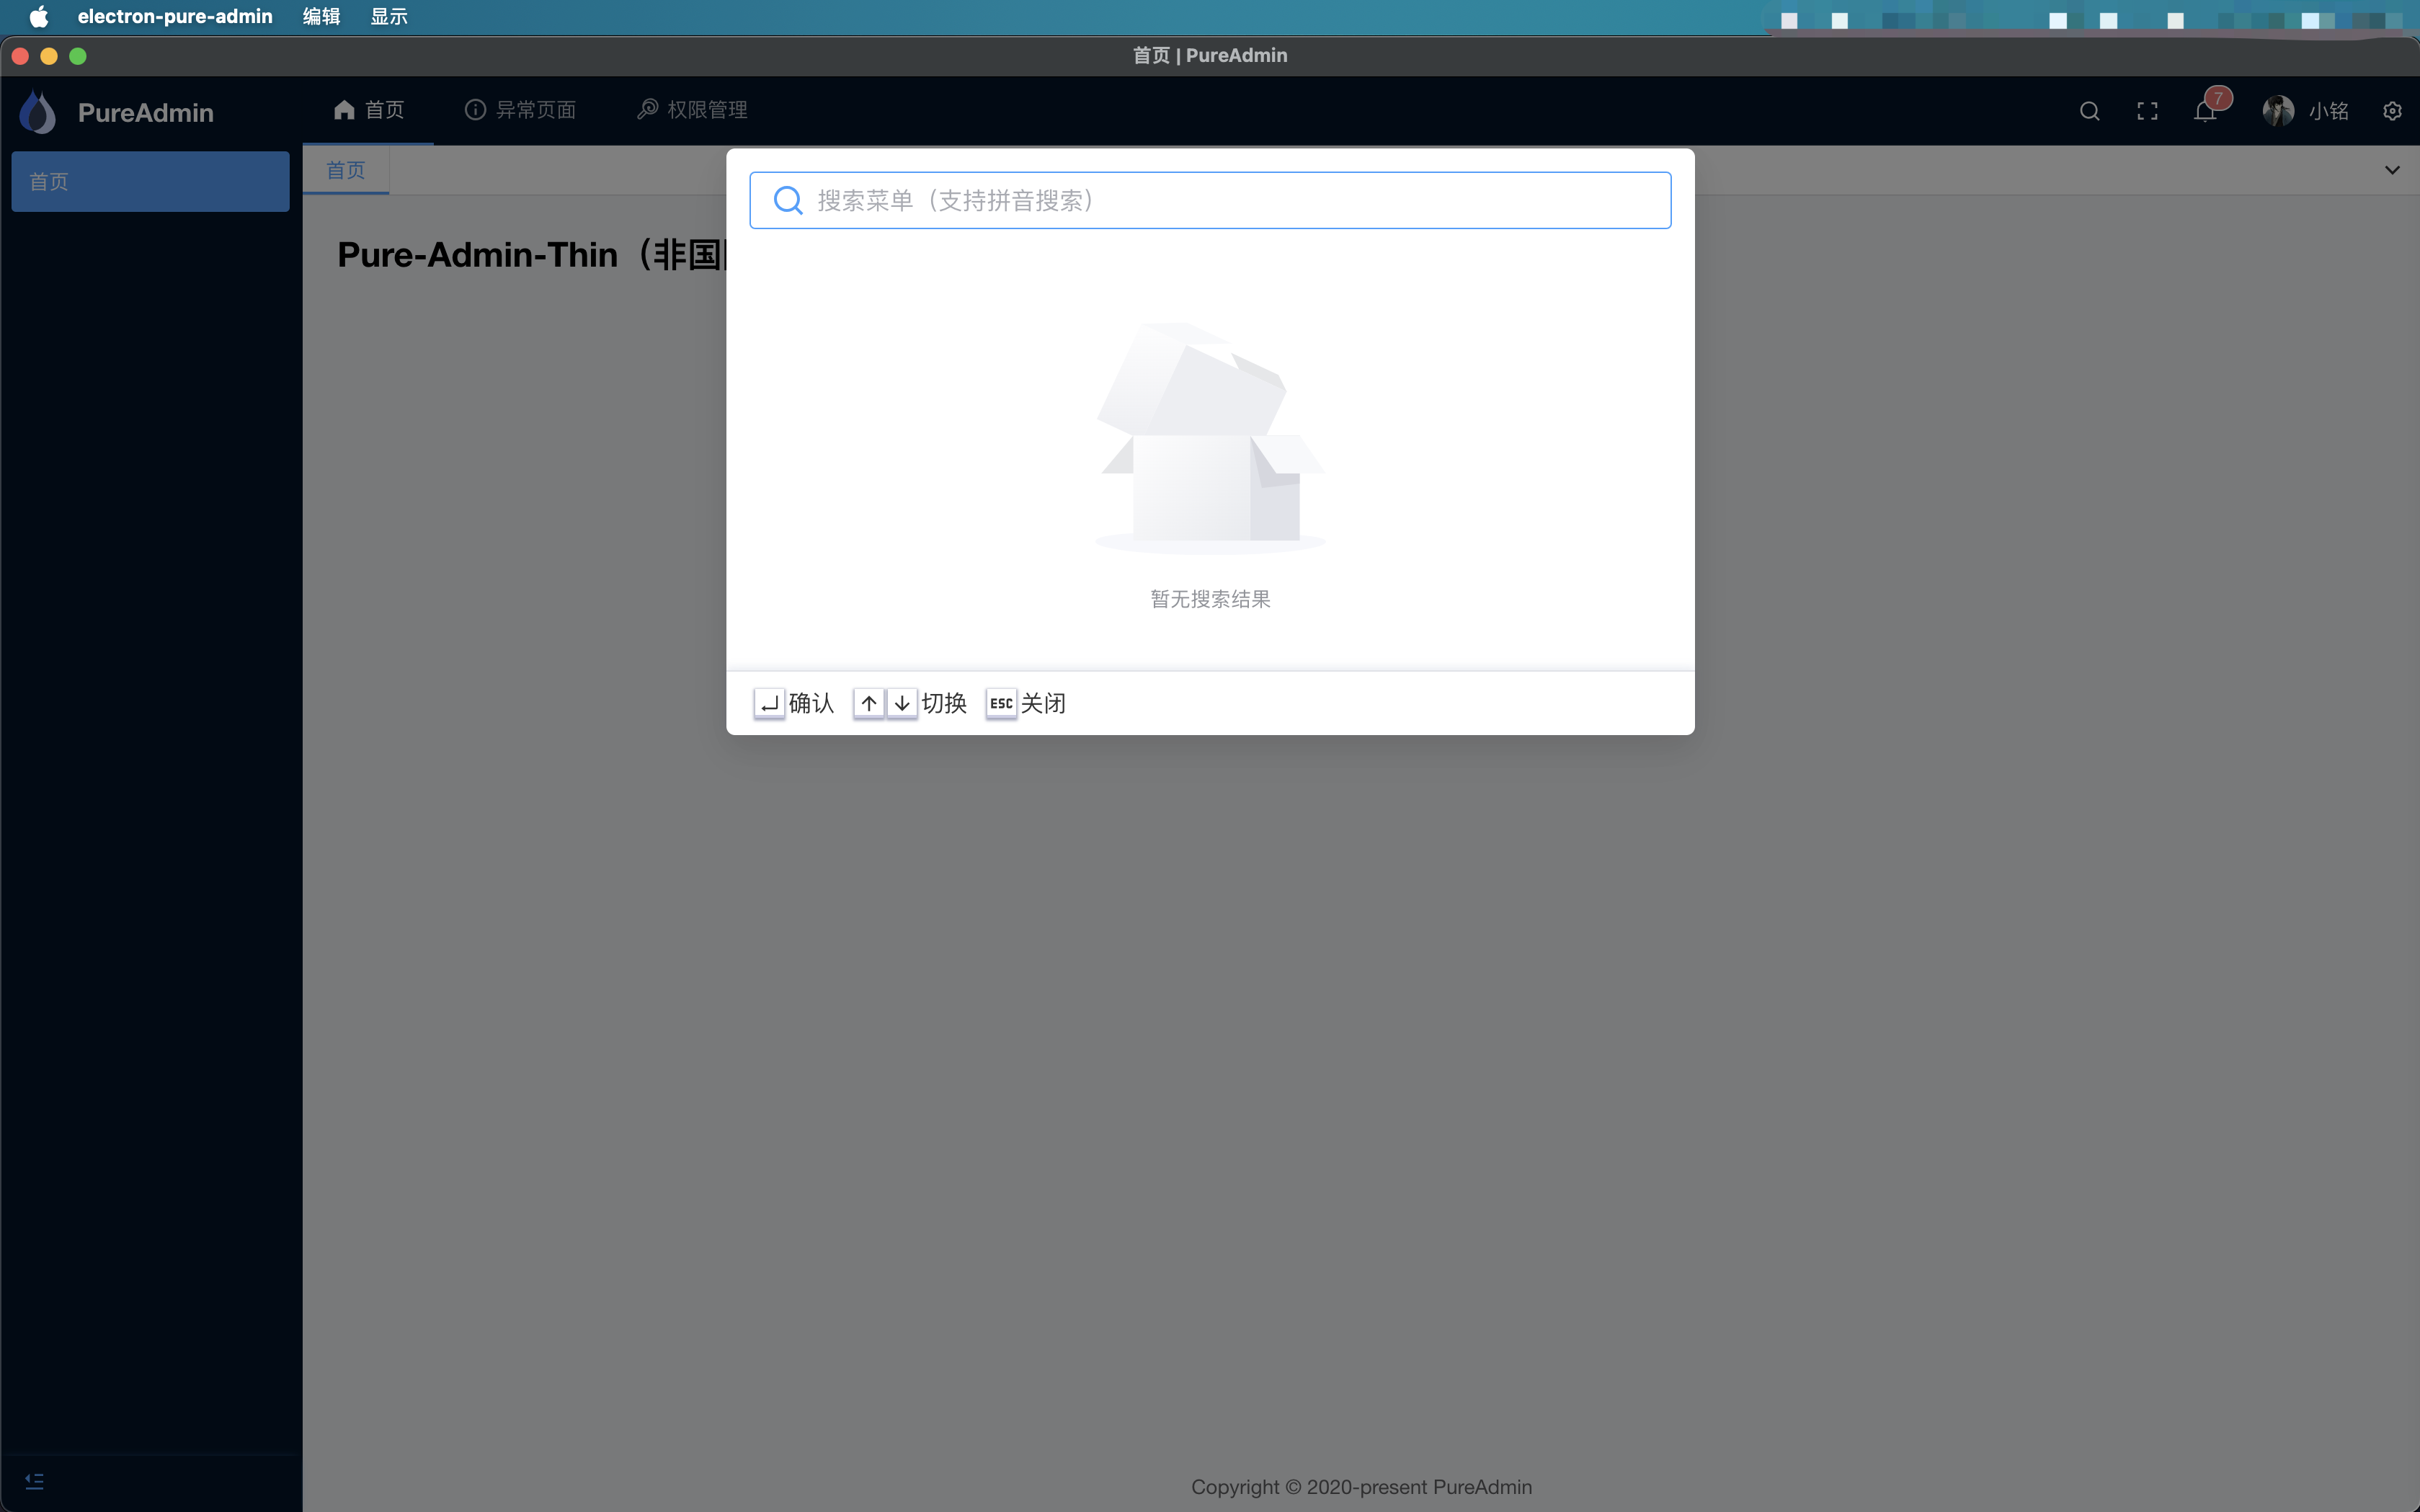 electron-pure-admin 编辑 显示
首页 | PureAdmin
PureAdmin 首页 异常页面 权限管理 7 小铭
首页
首页
搜索菜单（支持拼音搜索）
Pure-Admin-Thin（非国
暂无搜索结果
确认 切换 ESC 关闭
Copyright © 2020-present PureAdmin